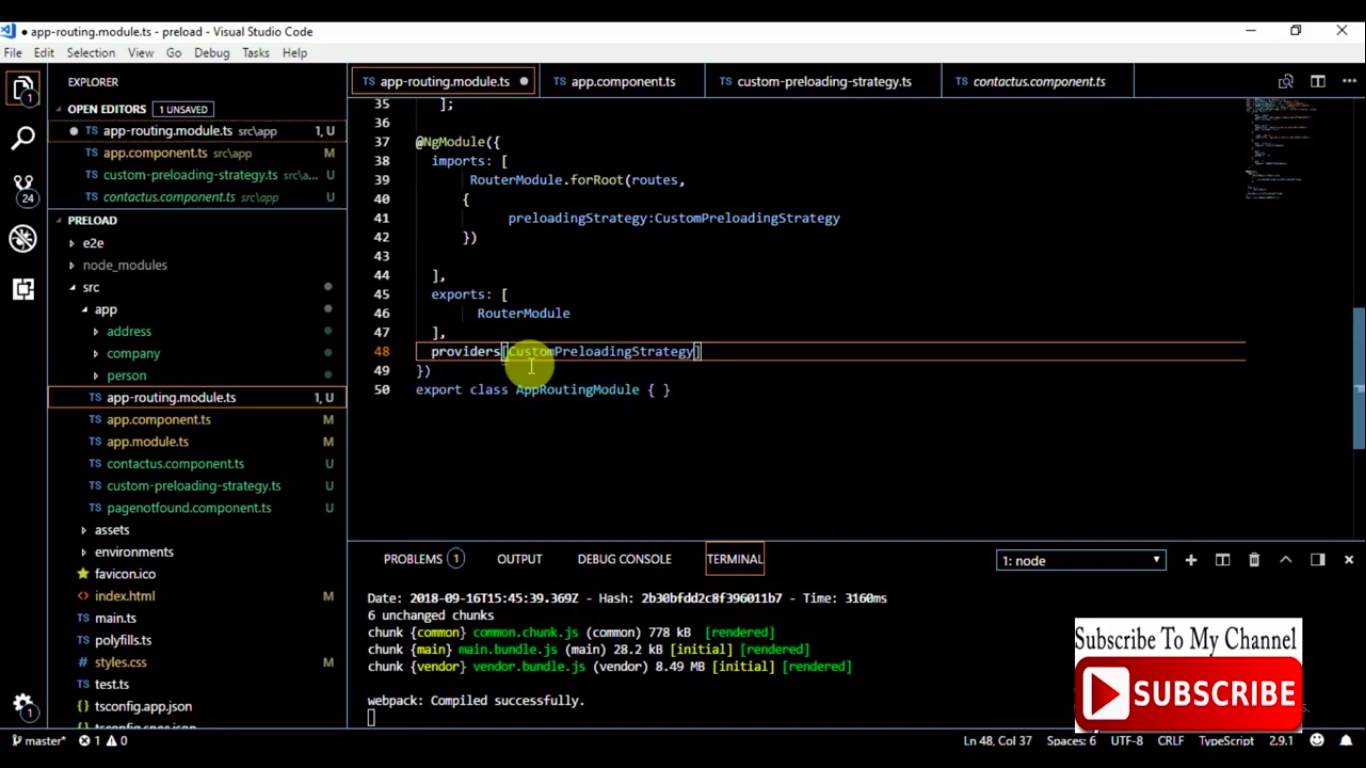 ● app-routing.module.ts - preload - Visual Studio Code
File Edit Selection View Go Debug Tasks Help
EXPLORER
OPEN EDITORS 1 UNSAVED
● TS app-routing.module.ts src\app 1, U
TS app.component.ts src\app M
TS custom-preloading-strategy.ts src\a... U
TS contactus.component.ts src\app U
PRELOAD
e2e
node_modules
src
app
address
company
person
TS app-routing.module.ts 1, U
TS app.component.ts M
TS app.module.ts M
TS contactus.component.ts U
TS custom-preloading-strategy.ts U
TS pagenotfound.component.ts U
assets
environments
favicon.ico
<> index.html M
TS main.ts
TS polyfills.ts
# styles.css M
TS test.ts
{} tsconfig.app.json
{} tsconfig.spec.json
1
24
1
TS app-routing.module.ts ● TS app.component.ts TS custom-preloading-strategy.ts TS contactus.component.ts
35 ];
36
37 @NgModule({
38 imports: [
39 RouterModule.forRoot(routes,
40 {
41 preloadingStrategy:CustomPreloadingStrategy
42 })
43
44 ],
45 exports: [
46 RouterModule
47 ],
48 providers[CustomPreloadingStrategy]
49 })
50 export class AppRoutingModule { }
PROBLEMS 1 OUTPUT DEBUG CONSOLE TERMINAL 1: node
Date: 2018-09-16T15:45:39.369Z - Hash: 2b30bfdd2c8f396011b7 - Time: 3160ms
6 unchanged chunks
chunk {common} common.chunk.js (common) 778 kB [rendered]
chunk {main} main.bundle.js (main) 28.2 kB [initial] [rendered]
chunk {vendor} vendor.bundle.js (vendor) 8.49 MB [initial] [rendered]
webpack: Compiled successfully.
Subscribe To My Channel
SUBSCRIBE
master* 1 0 Ln 48, Col 37 Spaces: 6 UTF-8 CRLF TypeScript 2.9.1